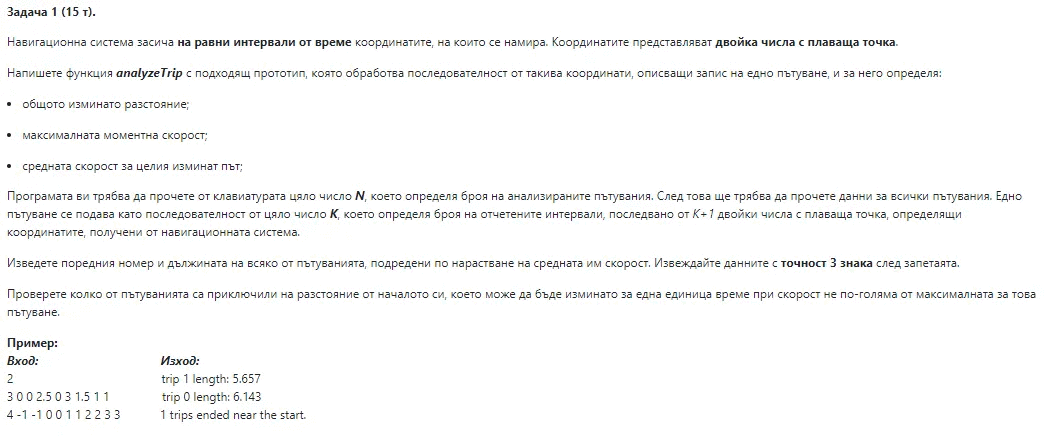 Задача 1 (15 т).
Навигационна система засича на равни интервали от време координатите, на които се намира. Координатите представляват двойка числа с плаваща точка.
Напишете функция analyzeTrip с подходящ прототип, която обработва последователност от такива координати, описващи запис на едно пътуване, и за него определя:
• общото изминато разстояние;
• максималната моментна скорост;
• средната скорост за целия изминат път;
Програмата ви трябва да прочете от клавиатурата цяло число N, което определя броя на анализираните пътувания. След това ще трябва да прочете данни за всички пътувания. Едно
пътуване се подава като последователност от цяло число K, което определя броя на отчетените интервали, последвано от K+1 двойки числа с плаваща точка, определящи
координатите, получени от навигационната система.
Изведете поредния номер и дължината на всяко от пътуванията, подредени по нарастване на средната им скорост. Извеждайте данните с точност 3 знака след запетаята.
Проверете колко от пътуванията са приключили на разстояние от началото си, което може да бъде изминато за една единица време при скорост не по-голяма от максималната за това
пътуване.
Пример:
Вход: Изход:
2 trip 1 length: 5.657
3 0 0 2.5 0 3 1.5 1 1 trip 0 length: 6.143
4 -1 -1 0 0 1 1 2 2 3 3 1 trips ended near the start.